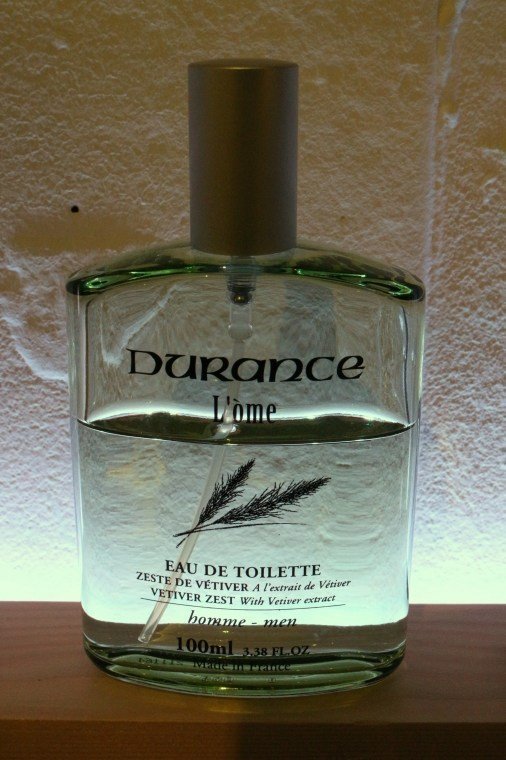 DURANCE
L'òme
EAU DE TOILETTE
ZESTE DE VÉTIVER A l'extrait de Vétiver
VETIVER ZEST With Vetiver extract
homme - men
100ml 3,38 FL.OZ
Made in France